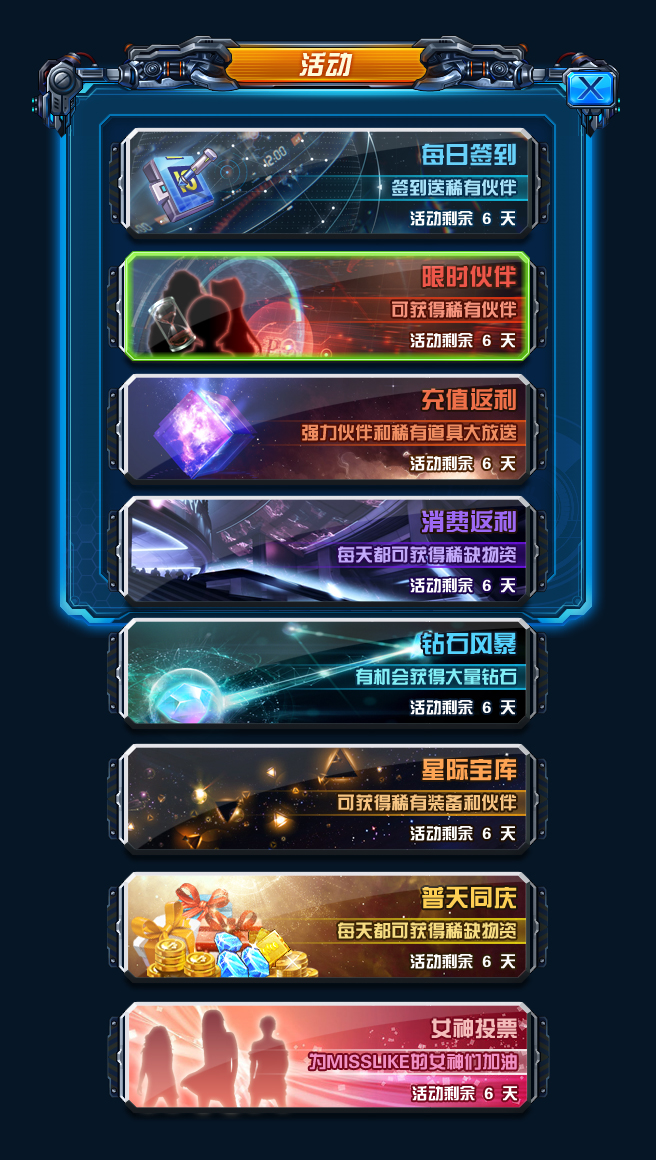 活动
每日签到
签到送稀有伙伴
活动剩余 6 天
限时伙伴
可获得稀有伙伴
活动剩余 6 天
充值返利
强力伙伴和稀有道具大放送
活动剩余 6 天
消费返利
每天都可获得稀缺物资
活动剩余 6 天
钻石风暴
有机会获得大量钻石
活动剩余 6 天
星际宝库
可获得稀有装备和伙伴
活动剩余 6 天
普天同庆
每天都可获得稀缺物资
活动剩余 6 天
女神投票
为MISSLIKE的女神们加油
活动剩余 6 天